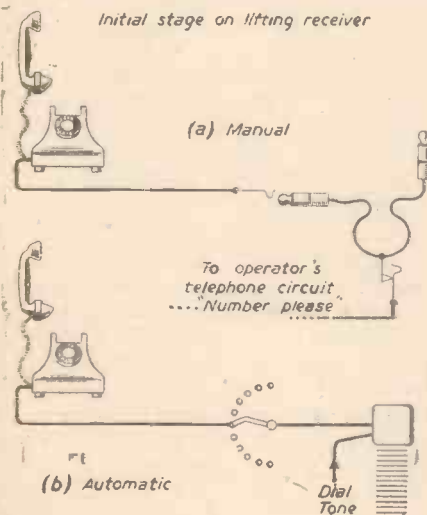 Initial stage on lifting receiver
(a) Manual
To operator's
telephone circuit
...."Number please"
....
(b) Automatic
Dial
Tone